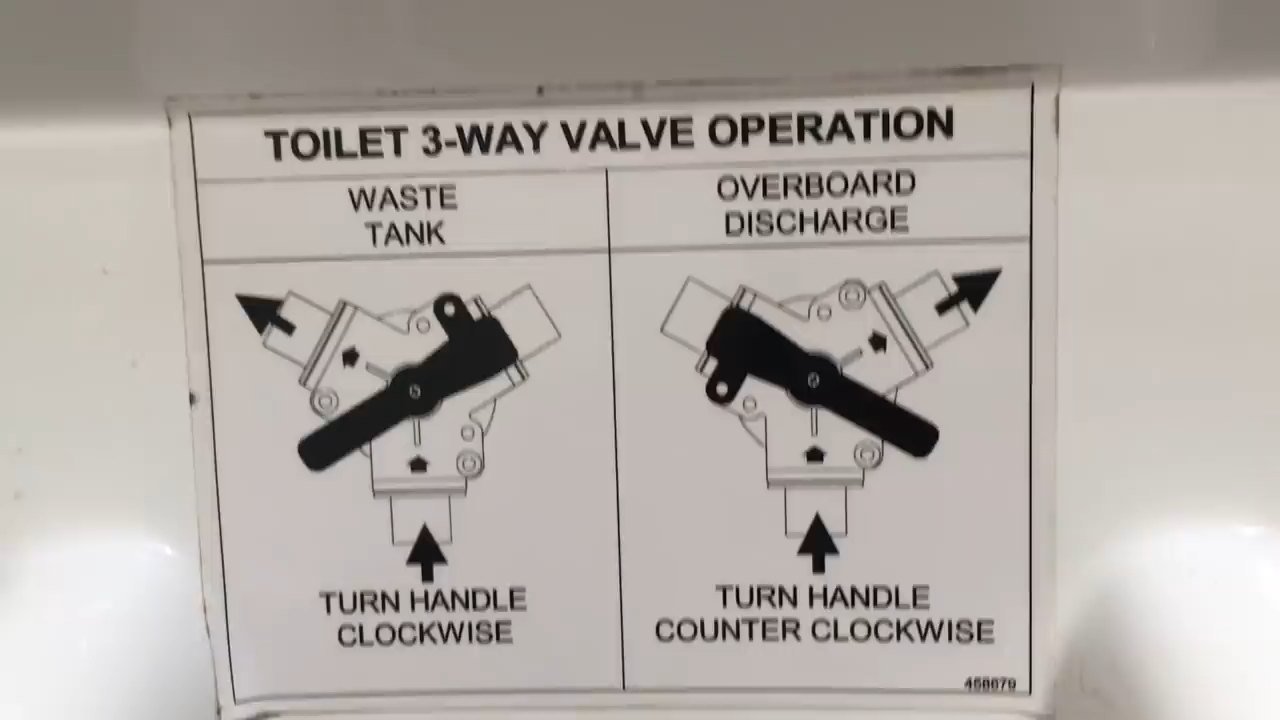 TOILET 3-WAY VALVE OPERATION
WASTE
TANK
OVERBOARD
DISCHARGE
TURN HANDLE
CLOCKWISE
TURN HANDLE
COUNTER CLOCKWISE